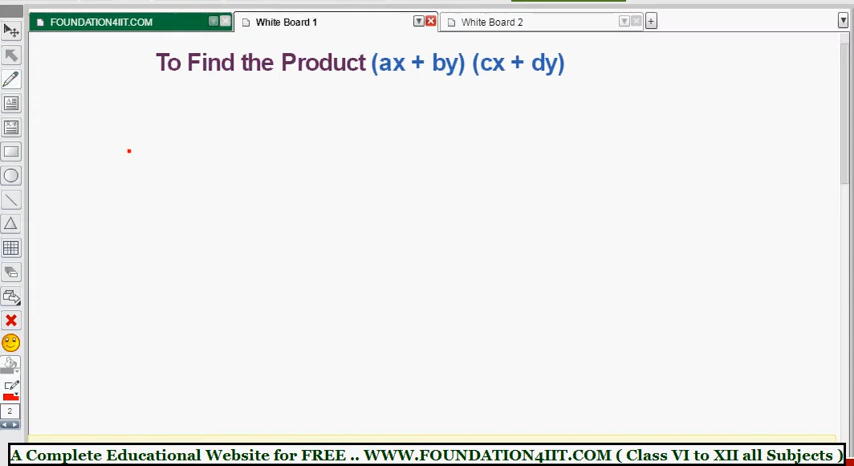 FOUNDATION4IIT.COM
White Board 1
White Board 2
To Find the Product (ax + by) (cx + dy)
2
A Complete Educational Website for FREE .. WWW.FOUNDATION4IIT.COM ( Class VI to XII all Subjects )